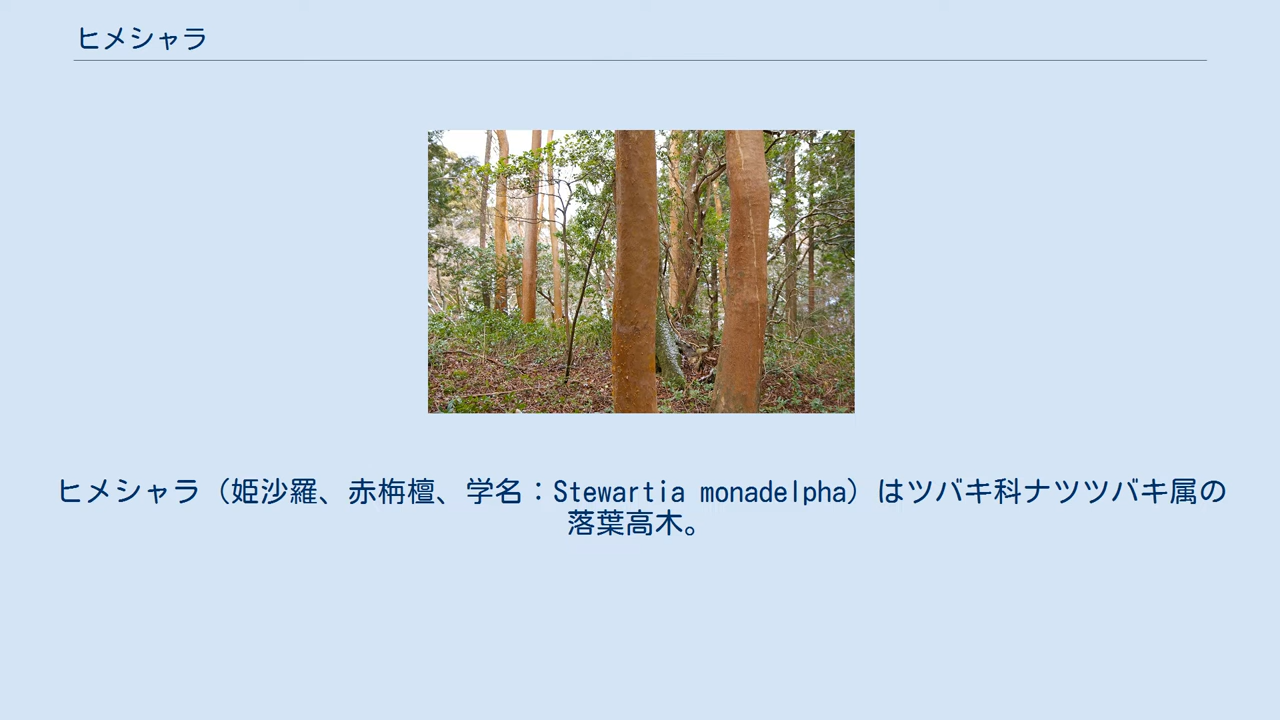 ヒメシャラ
ヒメシャラ（姫沙羅、赤栴檀、学名：Stewartia monadelpha）はツバキ科ナツツバキ属の
落葉高木。